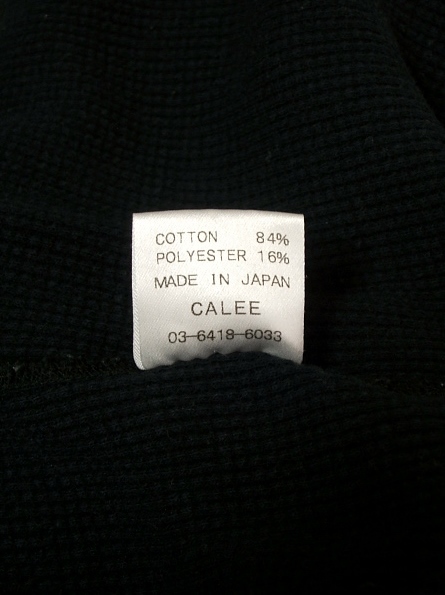 COTTON 84%
POLYESTER 16%
MADE IN JAPAN
CALEE
03-6418-6033